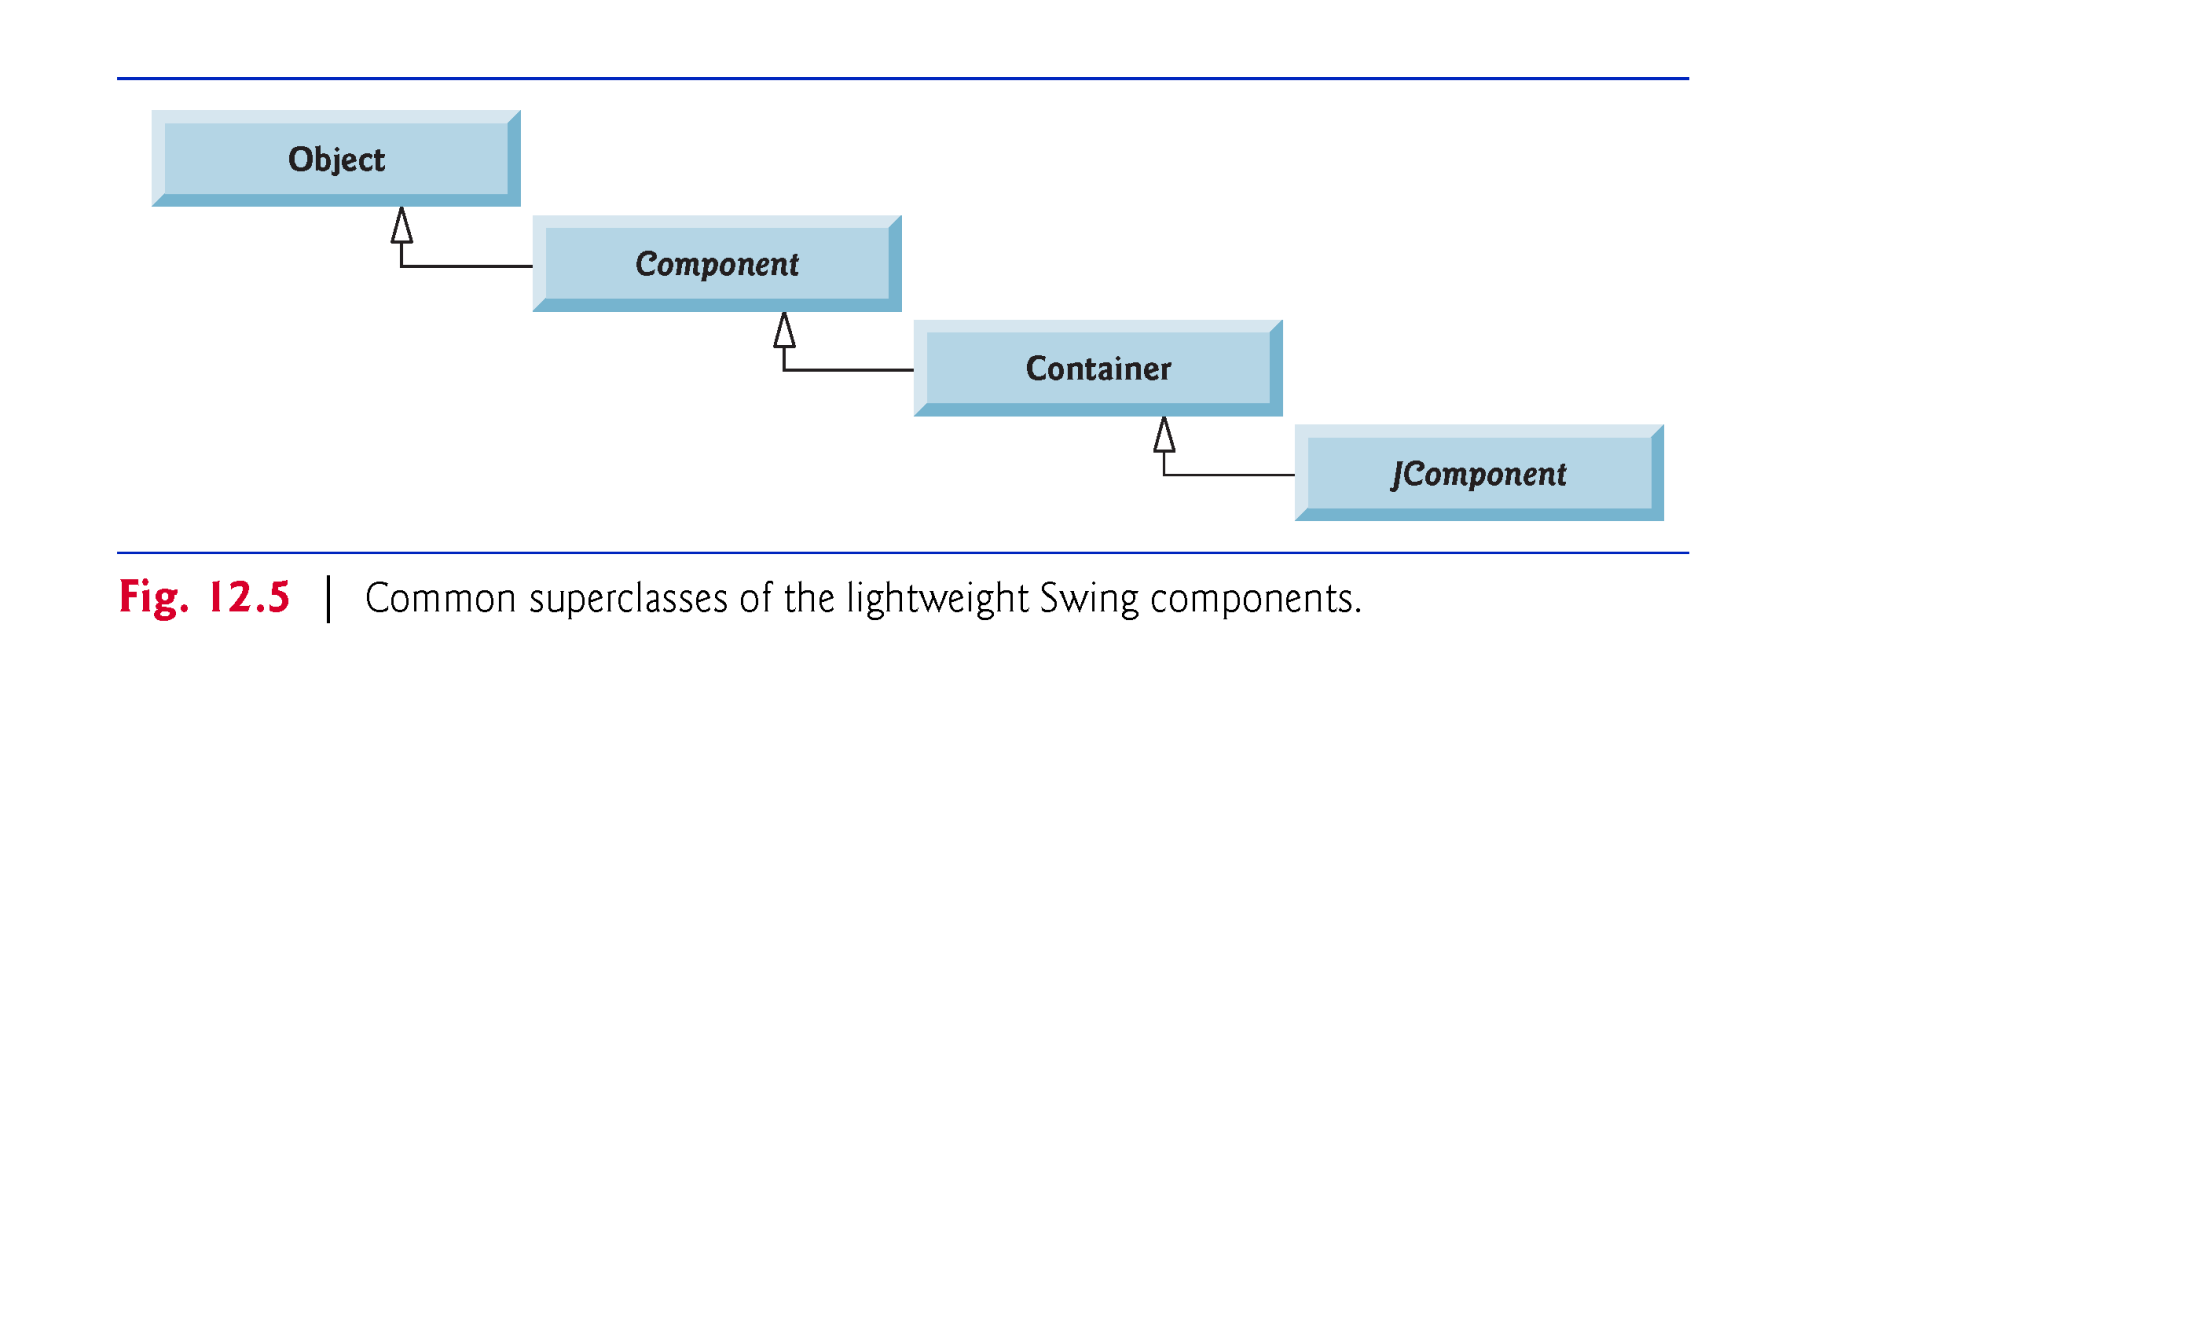 Object
Component
Container
JComponent
Fig. 12.5 | Common superclasses of the lightweight Swing components.